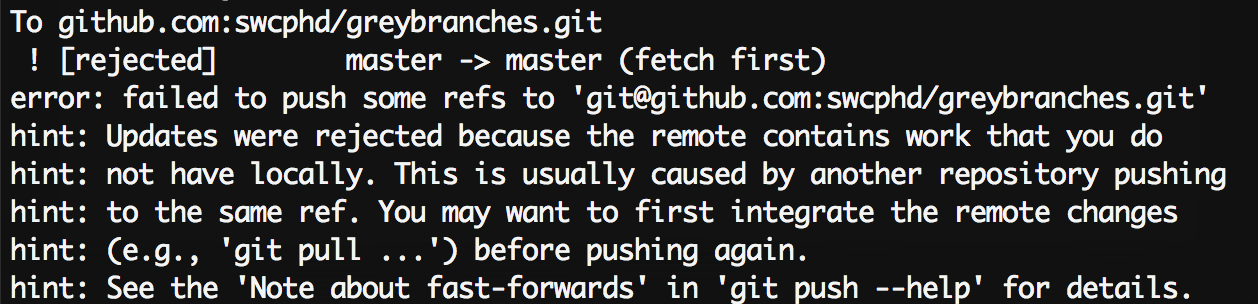 To github.com:swcphd/greybranches.git
 ! [rejected]        master -> master (fetch first)
error: failed to push some refs to 'git@github.com:swcphd/greybranches.git'
hint: Updates were rejected because the remote contains work that you do
hint: not have locally. This is usually caused by another repository pushing
hint: to the same ref. You may want to first integrate the remote changes
hint: (e.g., 'git pull ...') before pushing again.
hint: See the 'Note about fast-forwards' in 'git push --help' for details.